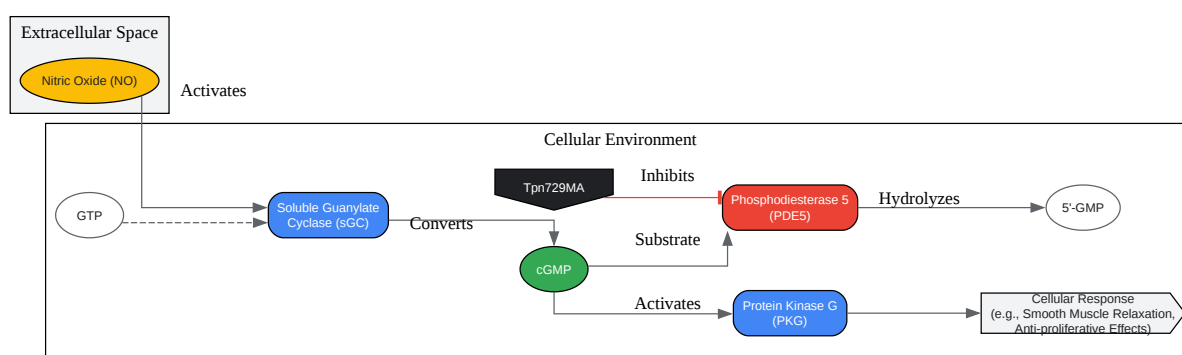 Extracellular Space
Nitric Oxide (NO)
Activates
Cellular Environment
Tpn729MA
Inhibits
Phosphodiesterase 5
(PDE5)
Hydrolyzes
5'-GMP
GTP
Soluble Guanylate
Cyclase (sGC)
Converts
Substrate
cGMP
Activates
Protein Kinase G
(PKG)
Cellular Response
(e.g., Smooth Muscle Relaxation,
Anti-proliferative Effects)